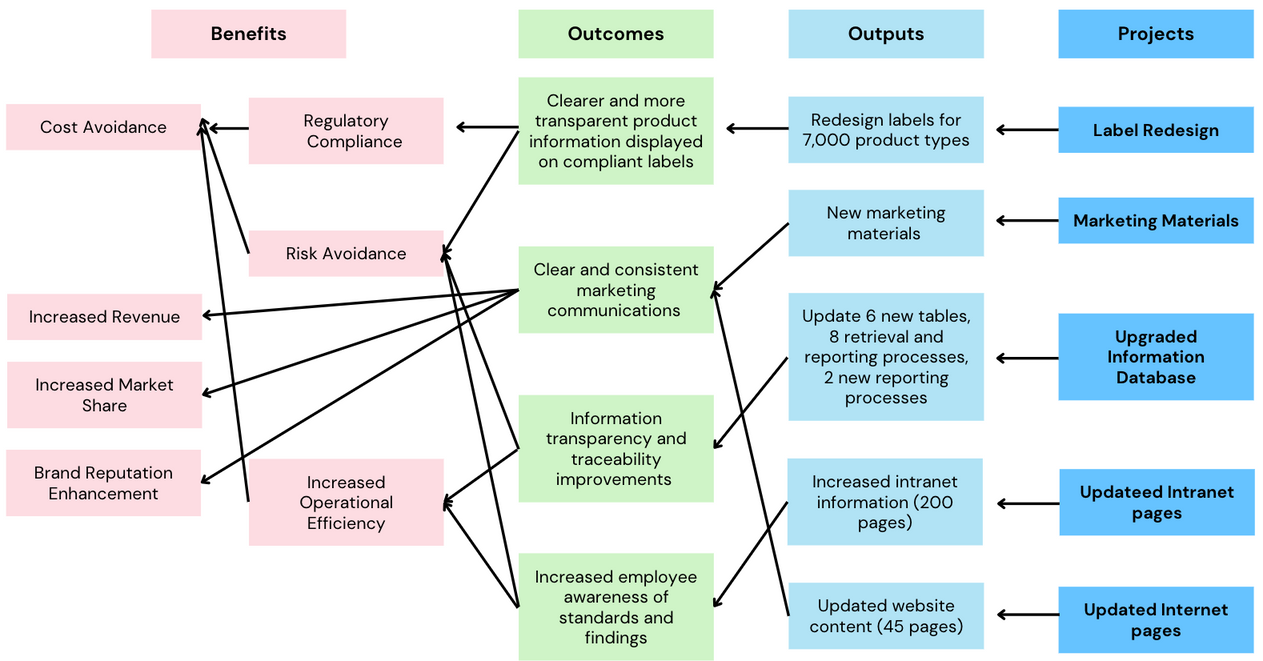 Benefits
Outcomes
Outputs
Projects
Cost Avoidance
Regulatory
Compliance
Clearer and more
transparent product
information displayed
on compliant labels
Redesign labels for
7,000 product types
Label Redesign
New marketing
materials
Marketing Materials
Risk Avoidance
Clear and consistent
marketing
communications
Increased Revenue
Update 6 new tables,
8 retrieval and
reporting processes,
2 new reporting
processes
Upgraded
Information
Database
Increased Market
Share
Information
transparency and
traceability
improvements
Brand Reputation
Enhancement
Increased
Operational
Efficiency
Increased intranet
information (200
pages)
Updateed Intranet
pages
Increased employee
awareness of
standards and
findings
Updated website
content (45 pages)
Updated Internet
pages